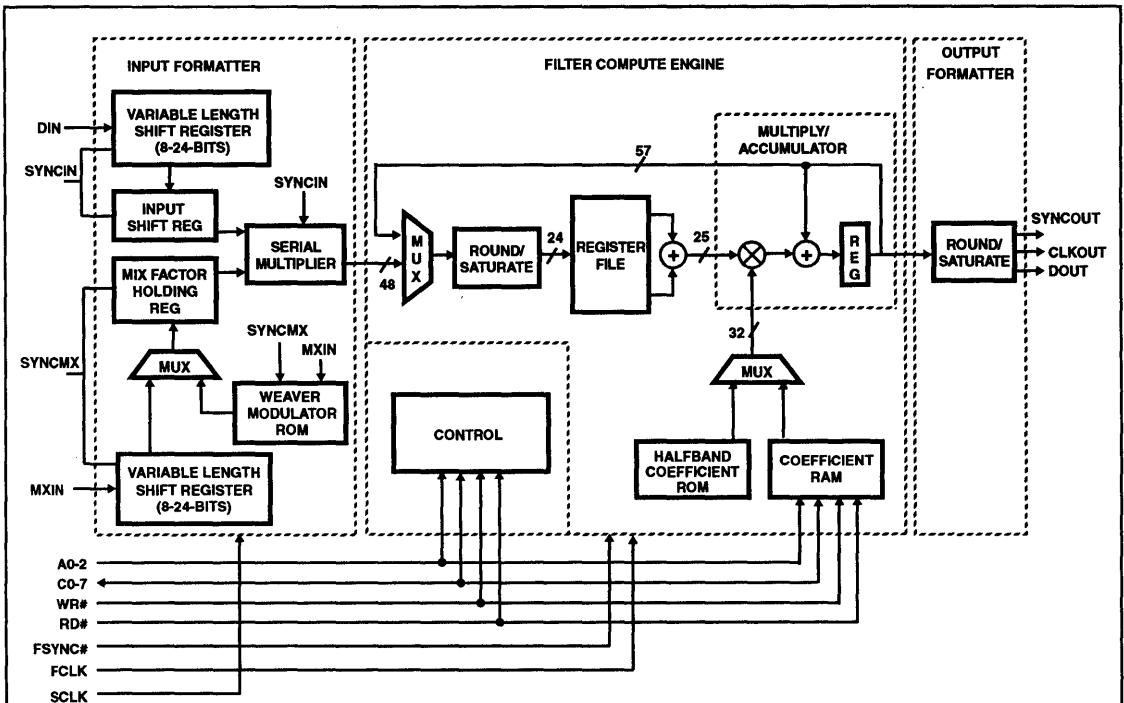 INPUT FORMATTER
VARIABLE LENGTH
SHIFT REGISTER
(8-24-BITS)
DIN
SYNCIN
INPUT
SHIFT REG
SYNCIN
SERIAL
MULTIPLIER
MIX FACTOR
HOLDING
REG
SYNCMX
SYNCMX
MXIN
MUX
WEAVER
MODULATOR
ROM
VARIABLE LENGTH
SHIFT REGISTER
(8-24-BITS)
MXIN
FILTER COMPUTE ENGINE
48
M
U
X
ROUND/
SATURATE
24
REGISTER
FILE
+
25
57
MULTIPLY/
ACCUMULATOR
+
R
E
G
32
MUX
HALFBAND
COEFFICIENT
ROM
COEFFICIENT
RAM
CONTROL
OUTPUT
FORMATTER
ROUND/
SATURATE
SYNCOUT
CLKOUT
DOUT
A0-2
C0-7
WR#
RD#
FSYNC#
FCLK
SCLK